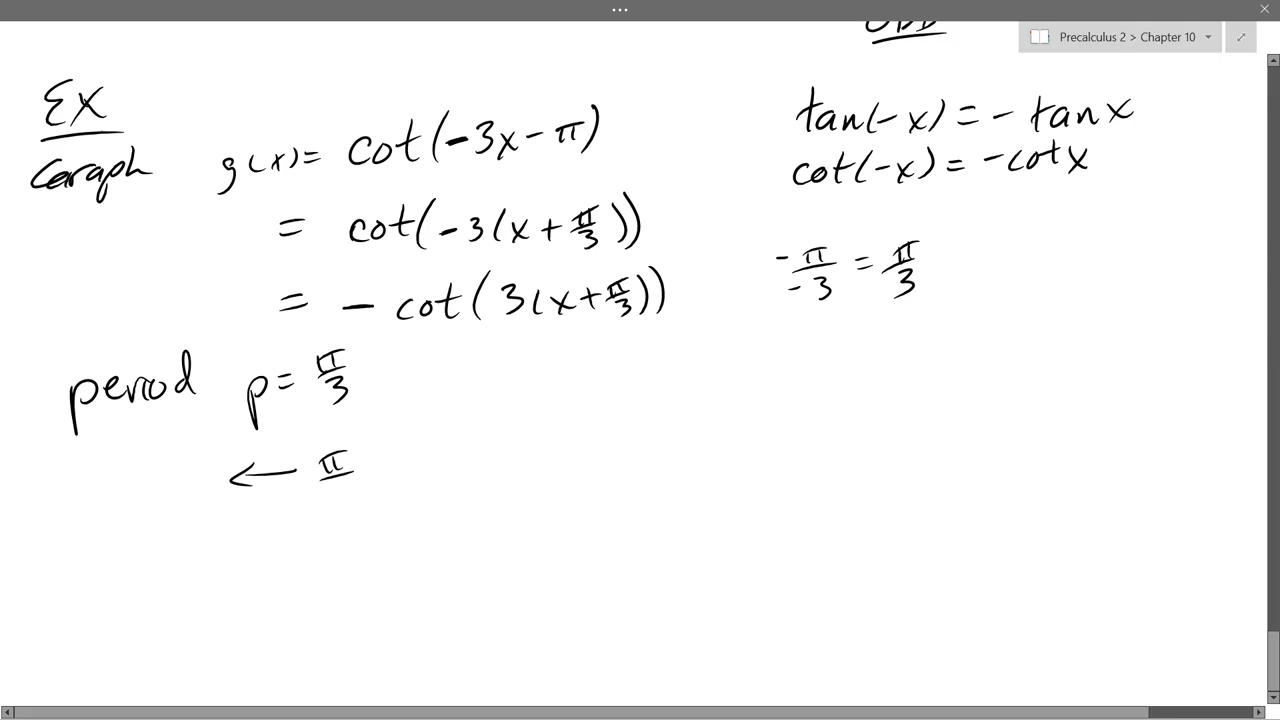 ODD
Precalculus 2 > Chapter 10
Ex
Graph g(x) = cot(-3x - π)
= cot(-3(x + π/3))
= - cot(3(x + π/3))
tan(-x) = - tan x
cot(-x) = - cot x
-π/-3 = π/3
period p = π/3
← π